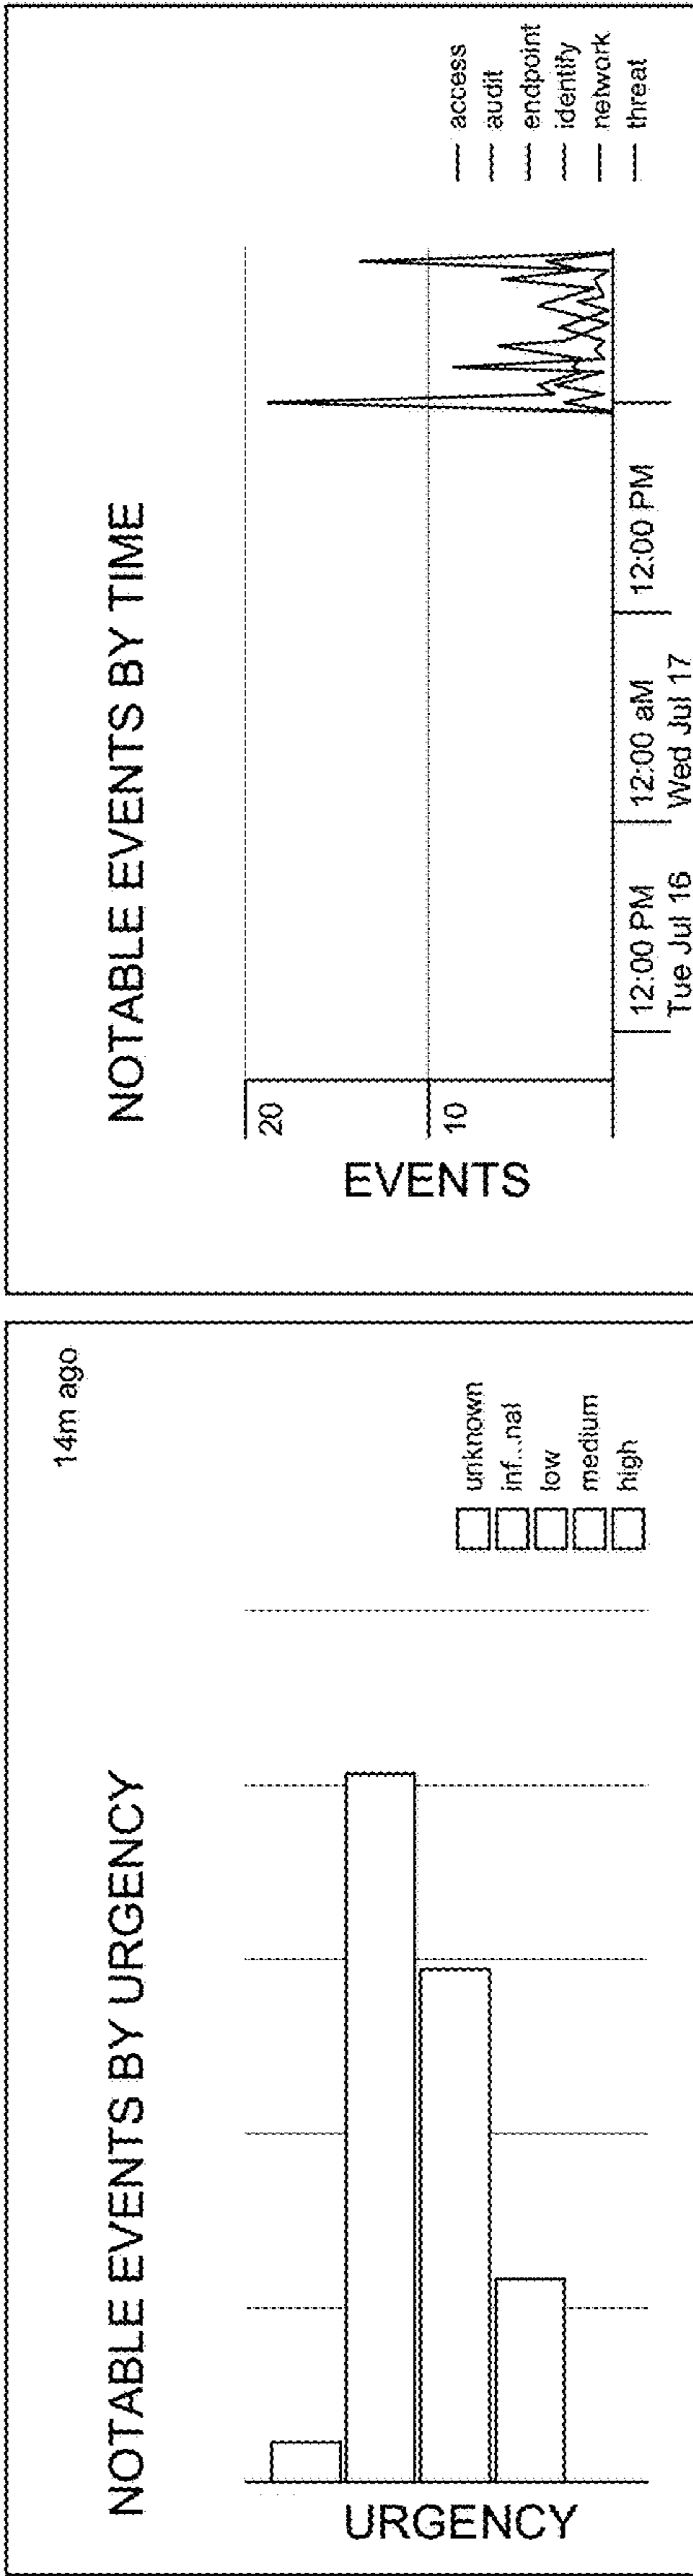 NOTABLE EVENTS BY URGENCY
14m ago
URGENCY
unknown
inf...nal
low
medium
high
NOTABLE EVENTS BY TIME
EVENTS
20
10
12:00 PM
Tue Jul 16
12:00 aM
Wed Jul 17
12:00 PM
access
audit
endpoint
identify
network
threat